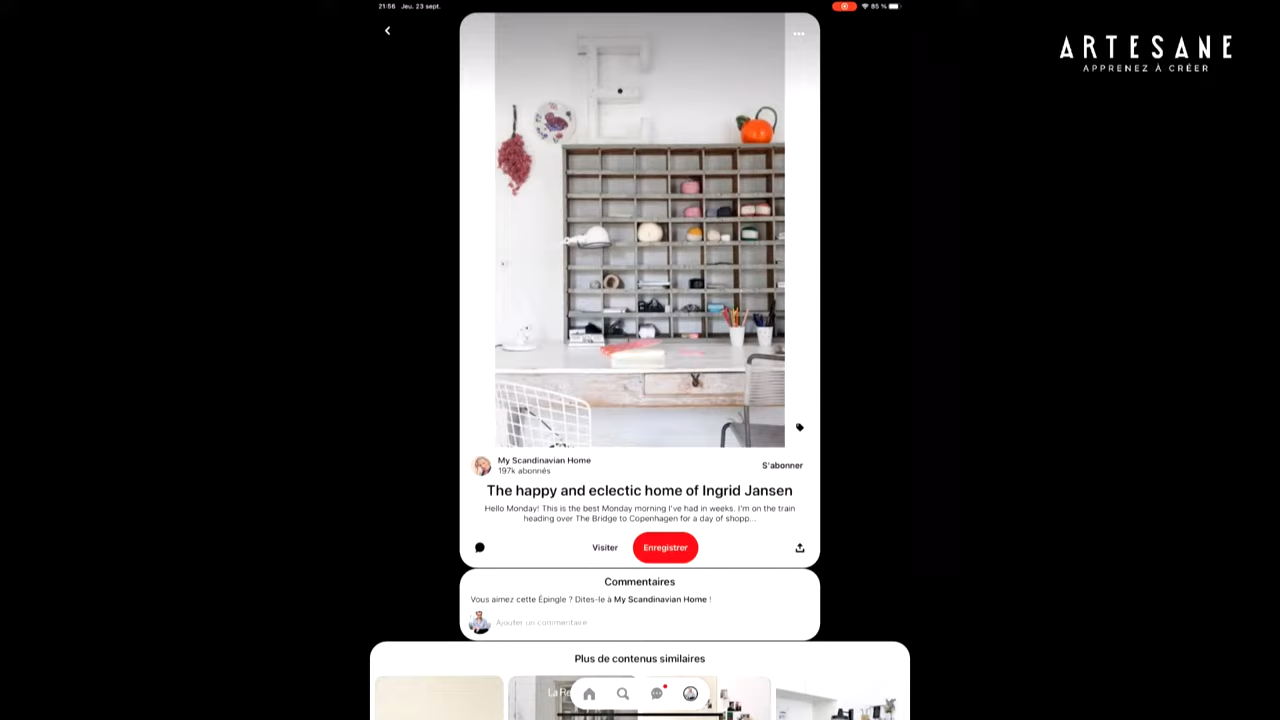 21:56 Jeu. 23 sept.
85 %
ARTESANE
APPRENEZ À CRÉER
E
My Scandinavian Home
197k abonnés
S'abonner
The happy and eclectic home of Ingrid Jansen
Hello Monday! This is the best Monday morning I've had in weeks. I'm on the train
heading over The Bridge to Copenhagen for a day of shopp...
Visiter
Enregistrer
Commentaires
Vous aimez cette Épingle ? Dites-le à My Scandinavian Home !
Ajouter un commentaire
Plus de contenus similaires
La Re